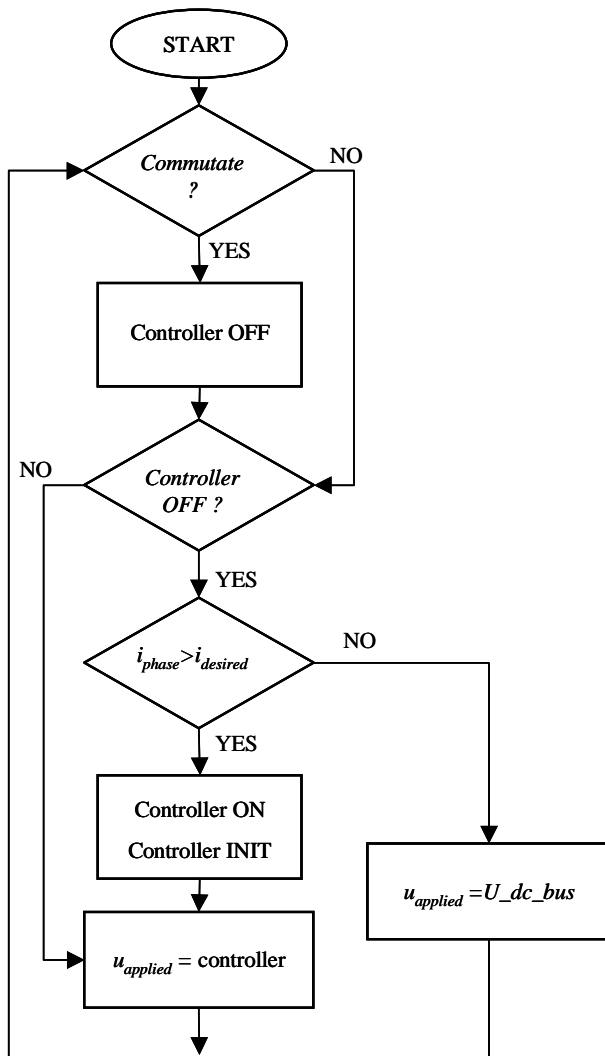 START
Commutate
?
NO
YES
Controller OFF
NO
Controller
OFF ?
YES
i_phase>i_desired
NO
YES
Controller ON
Controller INIT
u_applied =U_dc_bus
u_applied = controller